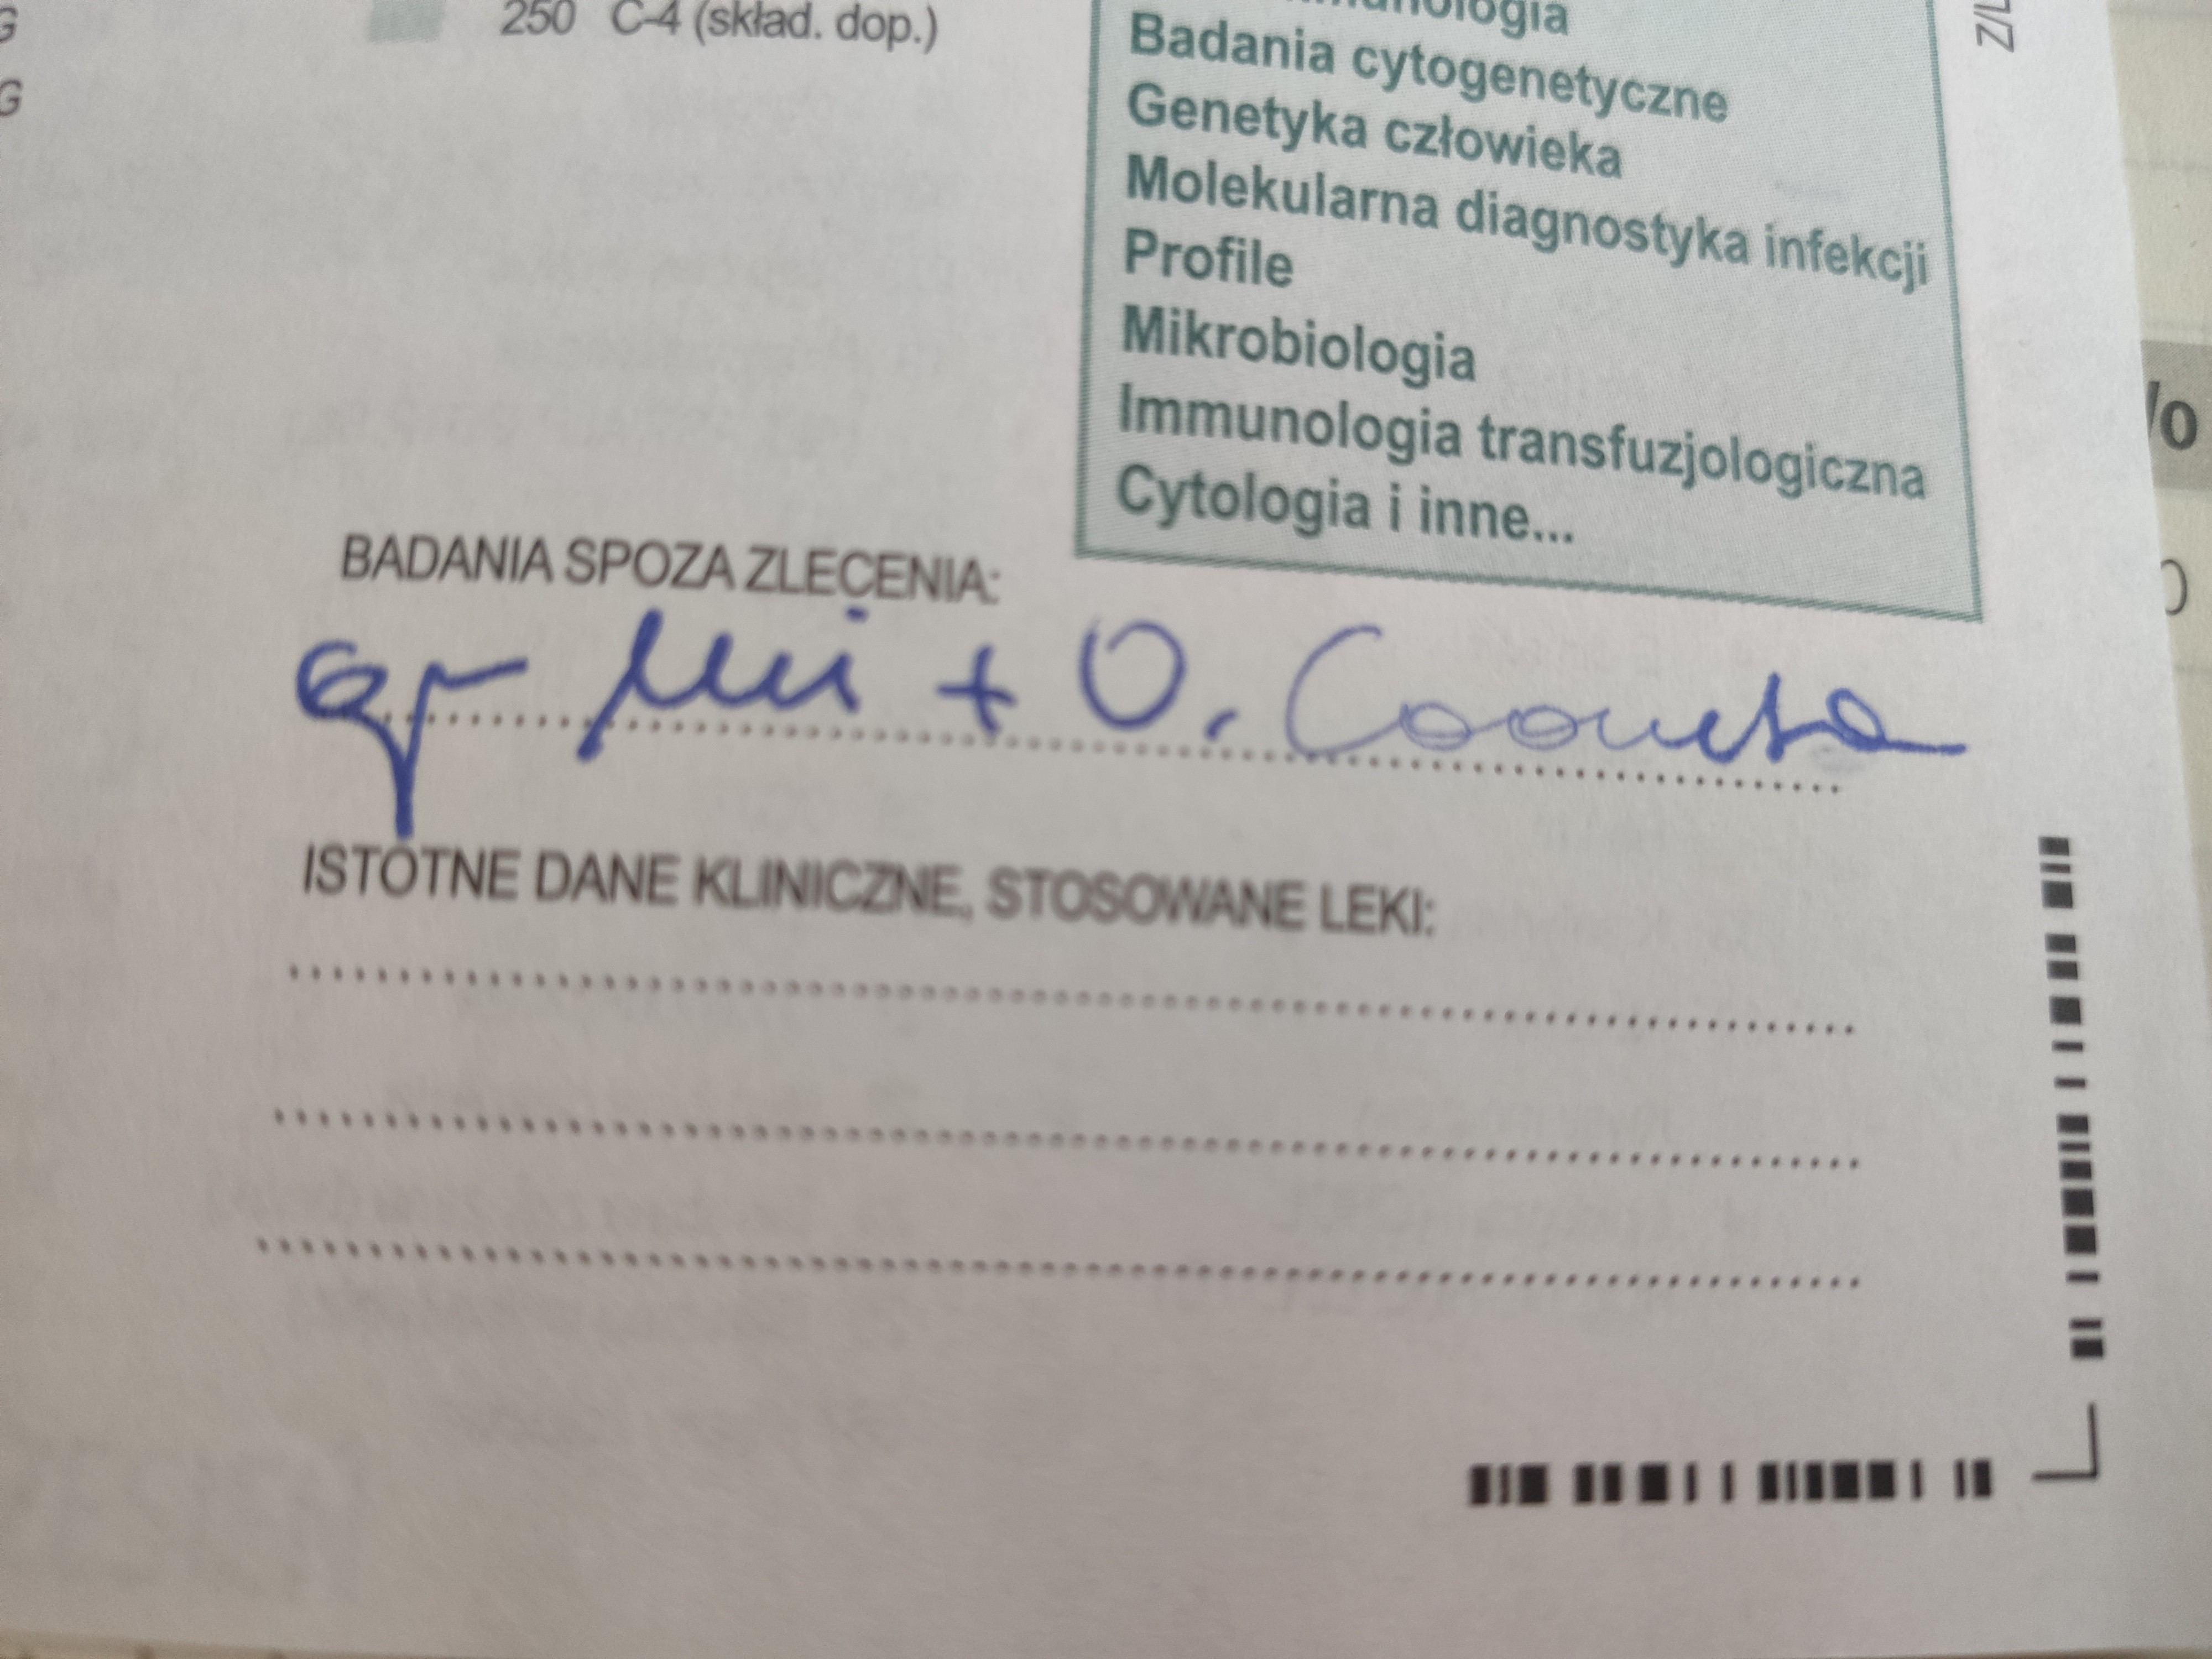 G
250 C-4 (skład. dop.)
G
Badania cytogenetyczne
Genetyka człowieka
Molekularna diagnostyka infekcji
Profile
Mikrobiologia
Immunologia transfuzjologiczna
Cytologia i inne...
BADANIA SPOZA ZLECENIA:
gr + O. Coombsa
ISTOTNE DANE KLINICZNE, STOSOWANE LEKI: